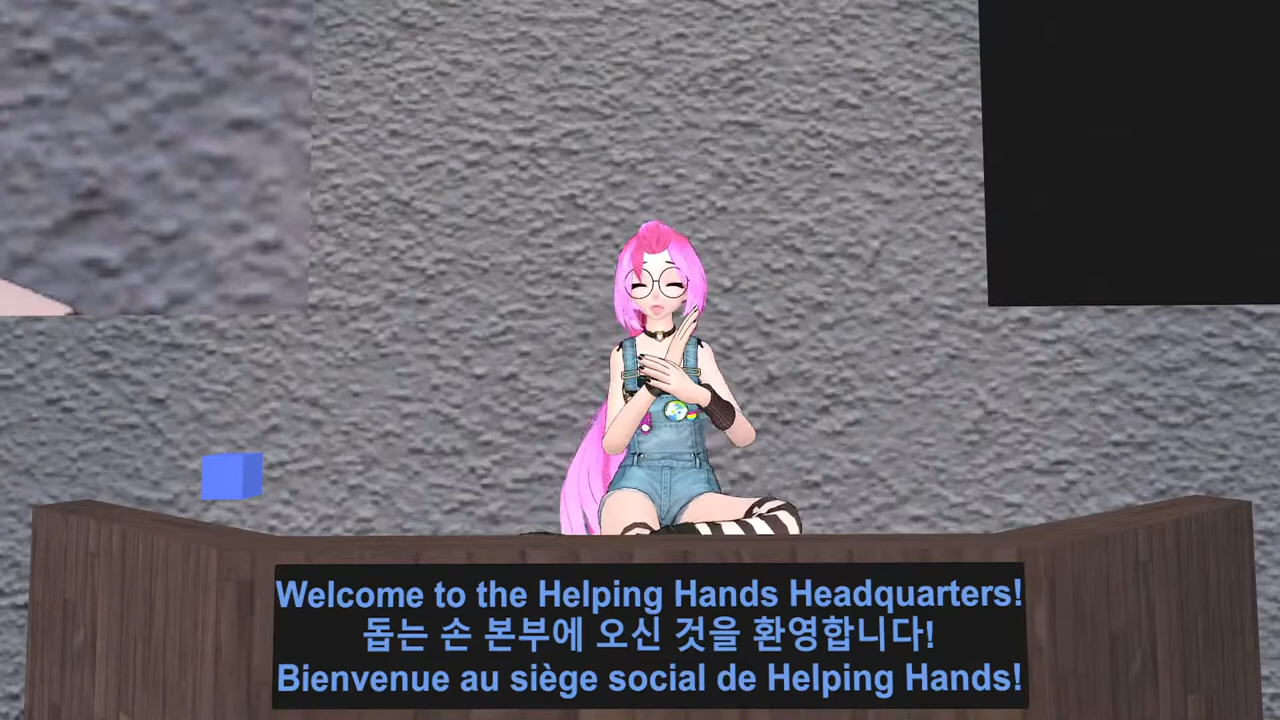 Welcome to the Helping Hands Headquarters!
돕는 손 본부에 오신 것을 환영합니다!
Bienvenue au siège social de Helping Hands!